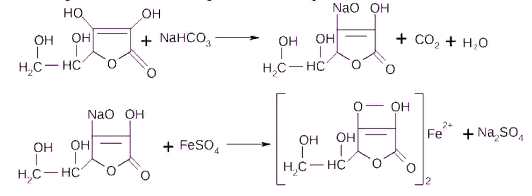 HO OH NaO OH
OH OH + NaHCO₃ → OH OH + CO₂ + H₂O
H₂C HC O O H₂C HC O O
NaO OH O OH
OH OH + FeSO₄ → OH OH Fe²⁺ + Na₂SO₄
H₂C HC O O H₂C HC O O 2